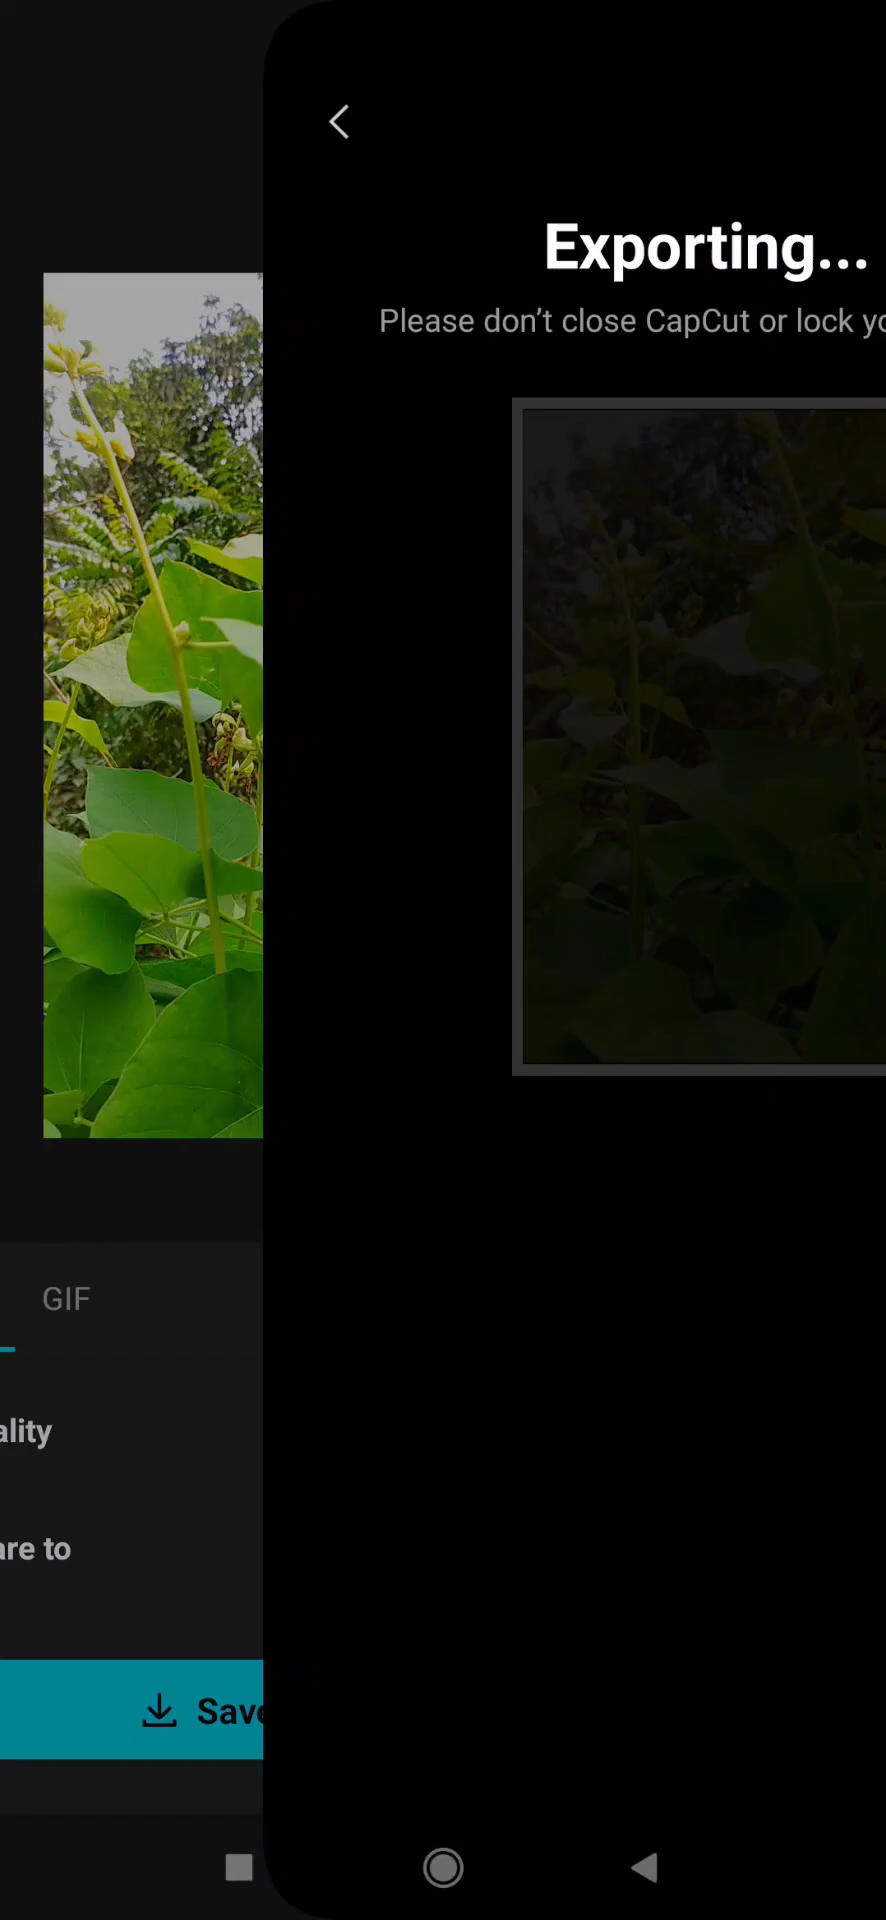 Exporting...
Please don't close CapCut or lock yo
GIF
ality
are to
Save